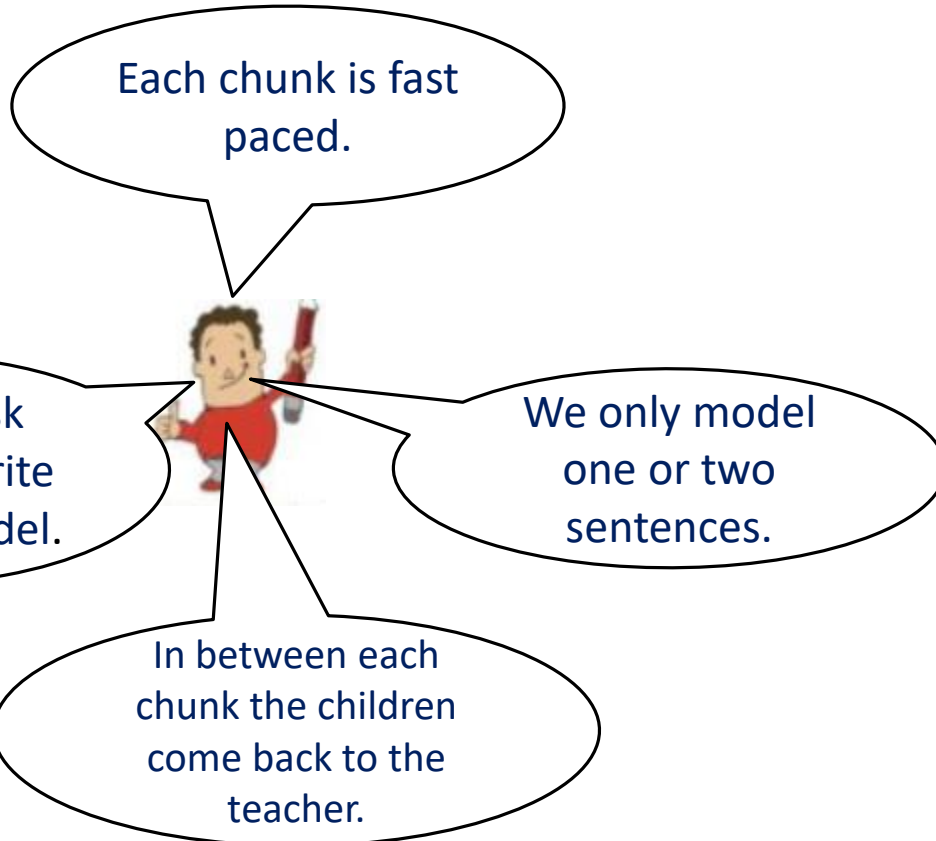 Each chunk is fast
paced.
We only model
one or two
sentences.
In between each
chunk the children
come back to the
teacher.